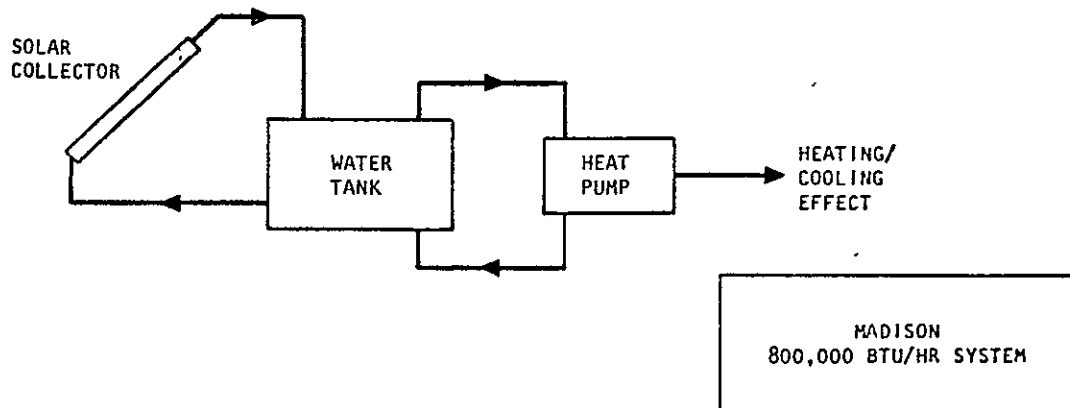 SOLAR
COLLECTOR
WATER
TANK
HEAT
PUMP
HEATING/
COOLING
EFFECT
MADISON
800,000 BTU/HR SYSTEM